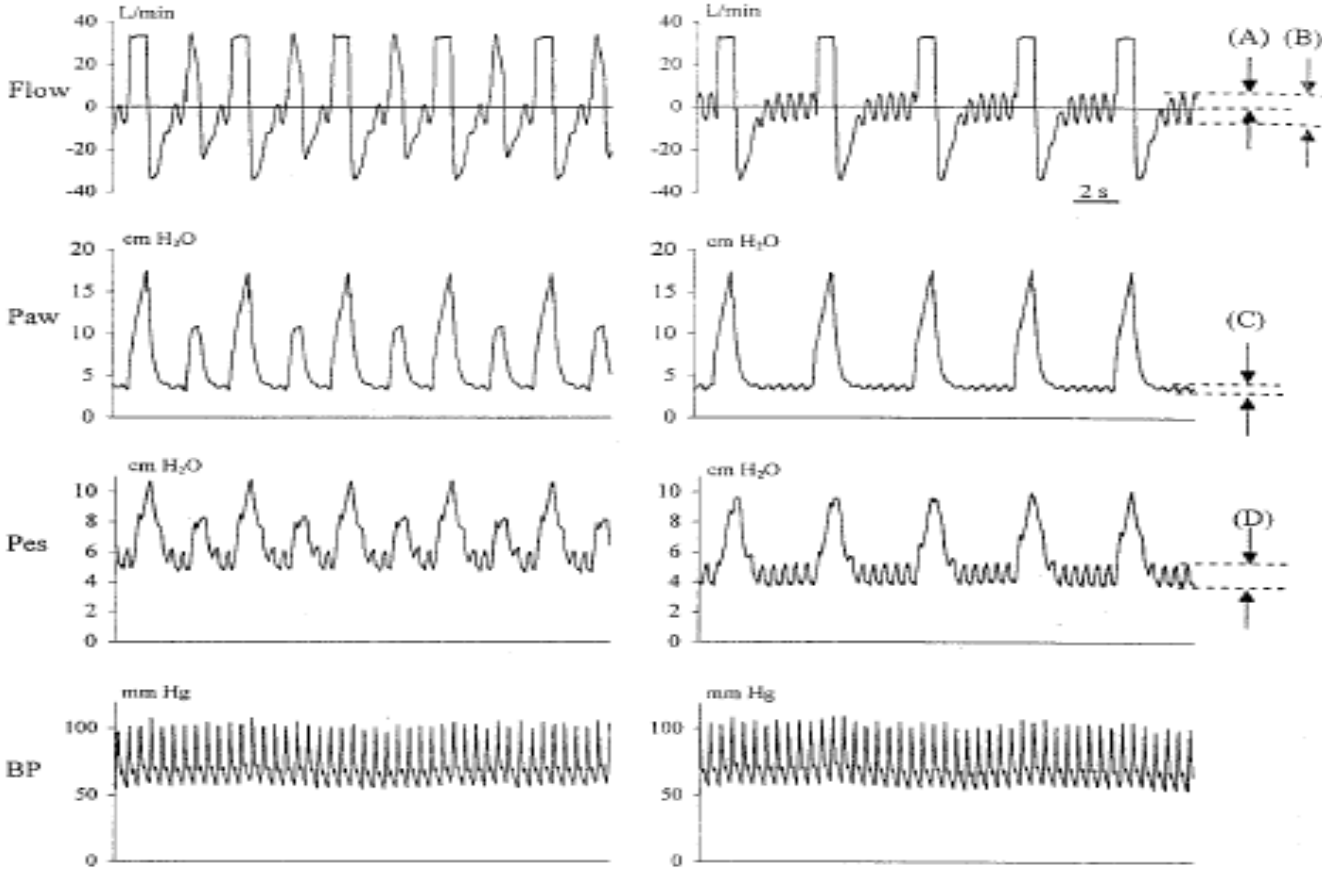 L/min L/min
40 40
(A) (B)
20 20
Flow 0 0
-20 -20
2 s
-40 -40
cm H₂O cm H₂O
20 20
15 15
Paw (C)
10 10
5 5
0 0
cm H₂O cm H₂O
10 10
8 8
(D)
Pes 6 6
4 4
2 2
0 0
mm Hg mm Hg
100 100
BP
50 50
0 0